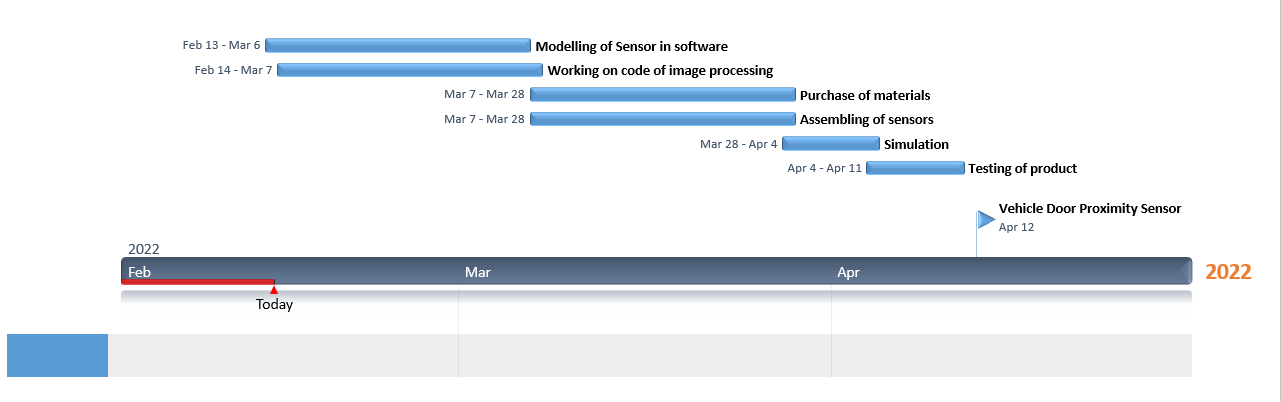 Feb 13 - Mar 6 Modelling of Sensor in software
Feb 14 - Mar 7 Working on code of image processing
Mar 7 - Mar 28 Purchase of materials
Mar 7 - Mar 28 Assembling of sensors
Mar 28 - Apr 4 Simulation
Apr 4 - Apr 11 Testing of product
Vehicle Door Proximity Sensor
Apr 12
2022
Feb Mar Apr 2022
Today